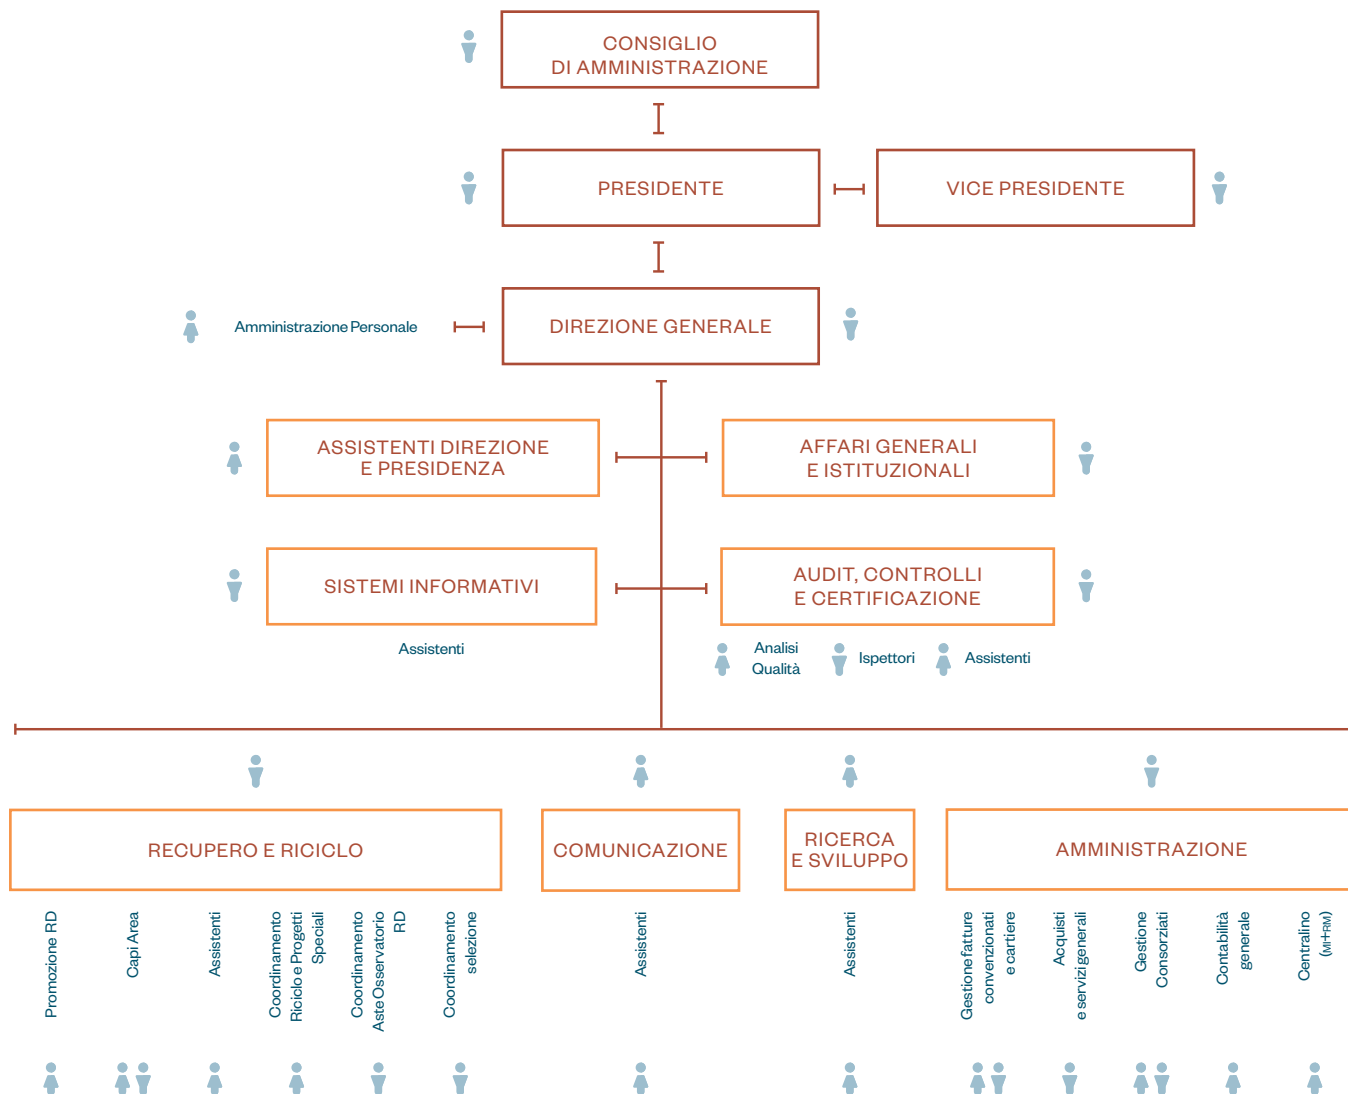 CONSIGLIO
DI AMMINISTRAZIONE
PRESIDENTE
VICE PRESIDENTE
Amministrazione Personale
DIREZIONE GENERALE
ASSISTENTI DIREZIONE
E PRESIDENZA
AFFARI GENERALI
E ISTITUZIONALI
SISTEMI INFORMATIVI
AUDIT, CONTROLLI
E CERTIFICAZIONE
Assistenti
Analisi
Qualità
Ispettori
Assistenti
RECUPERO E RICICLO
COMUNICAZIONE
RICERCA
E SVILUPPO
AMMINISTRAZIONE
Promozione RD
Capi Area
Assistenti
Coordinamento
Riciclo e Progetti
Speciali
Coordinamento
Aste Osservatorio
RD
Coordinamento
selezione
Assistenti
Assistenti
Gestione fatture
convenzionati
e cartiere
Acquisti
e servizi generali
Gestione
Consorziati
Contabilità
generale
Centralino
(MI+RM)